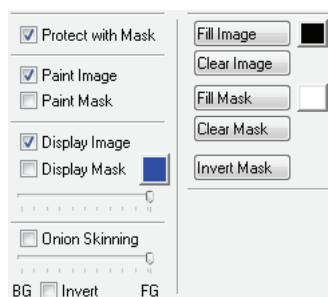 Protect with Mask
Paint Image
Paint Mask
Display Image
Display Mask
Onion Skinning
BG Invert FG
Fill Image
Clear Image
Fill Mask
Clear Mask
Invert Mask